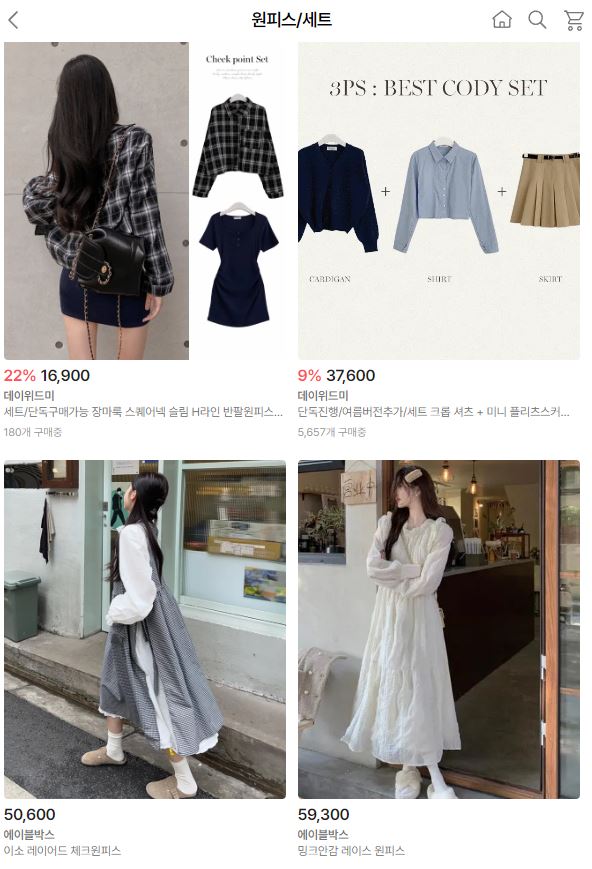 원피스/세트
Check point Set
22% 16,900
데이위드미
세트/단독구매가능 장마룩 스퀘어넥 슬림 H라인 반팔원피스...
180개 구매중
3PS : BEST CODY SET
+
+
CARDIGAN
SHIRT
SKIRT
9% 37,600
데이위드미
단독진행/여름버전추가/세트 크롭 셔츠 + 미니 플리츠스커...
5,657개 구매중
50,600
에이블박스
이소 레이어드 체크원피스
59,300
에이블박스
밍크안감 레이스 원피스